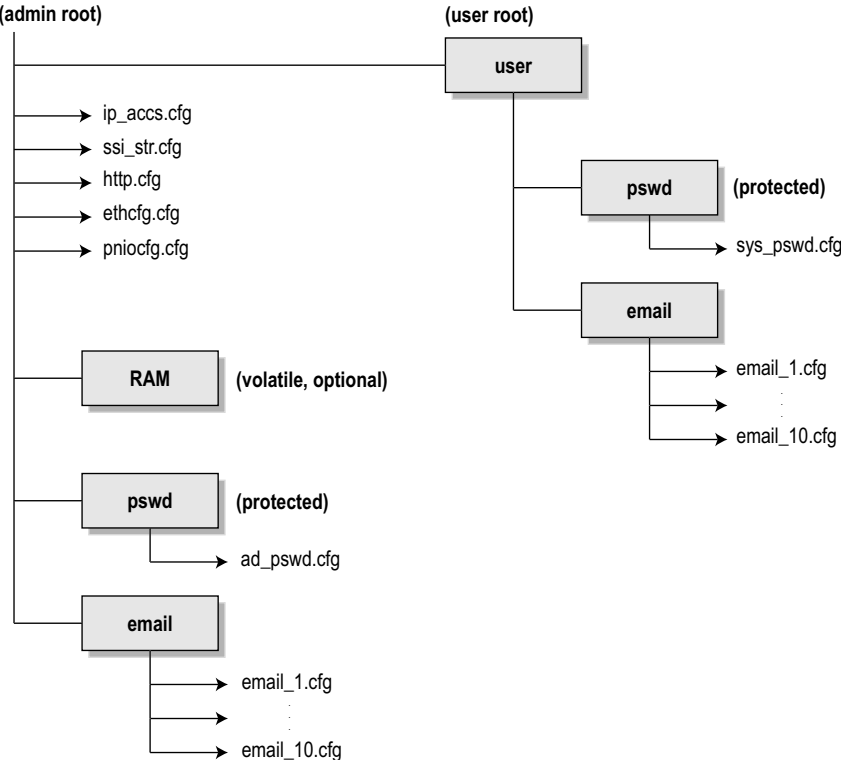 (admin root)
(user root)
user
ip_accs.cfg
ssi_str.cfg
http.cfg
ethcfg.cfg
pniocfg.cfg
pswd
(protected)
sys_pswd.cfg
email
email_1.cfg
email_10.cfg
RAM
(volatile, optional)
pswd
(protected)
ad_pswd.cfg
email
email_1.cfg
email_10.cfg